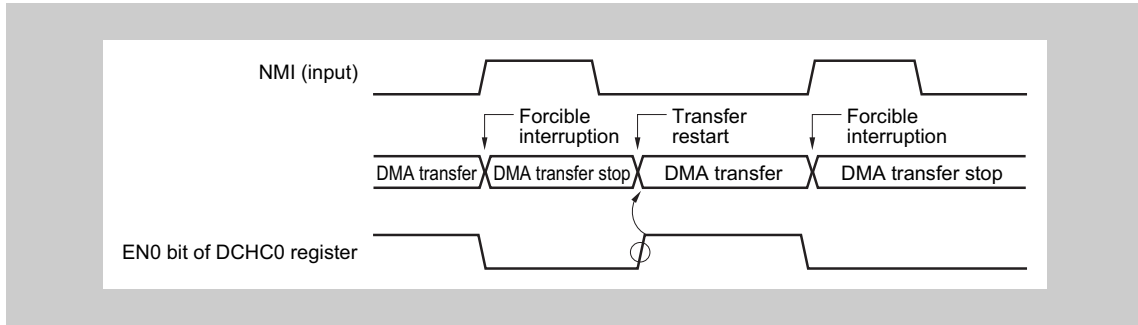 NMI (input)
Forcible
interruption
Transfer
restart
Forcible
interruption
DMA transfer
DMA transfer stop
DMA transfer
DMA transfer stop
EN0 bit of DCHC0 register